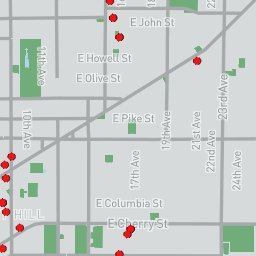 E John St
E Howell St
11th Ave
E Olive St
23rd Ave
10th Ave
E Pike St
19th Ave
21st Ave
22nd Ave
17th Ave
24th Ave
E Columbia St
HILL
E Cherry St